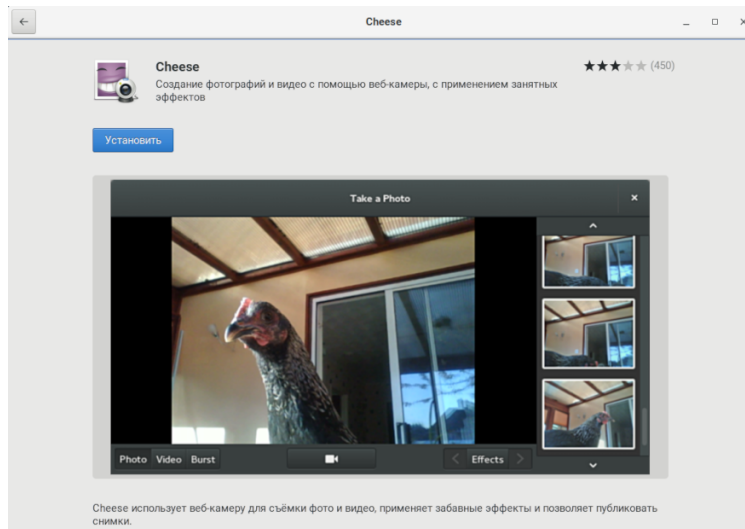 Cheese
Cheese
(450)
Создание фотографий и видео с помощью веб-камеры, с применением занятных
эффектов
Установить
Take a Photo
Photo Video Burst
Effects
Cheese использует веб-камеру для съёмки фото и видео, применяет забавные эффекты и позволяет публиковать
снимки.